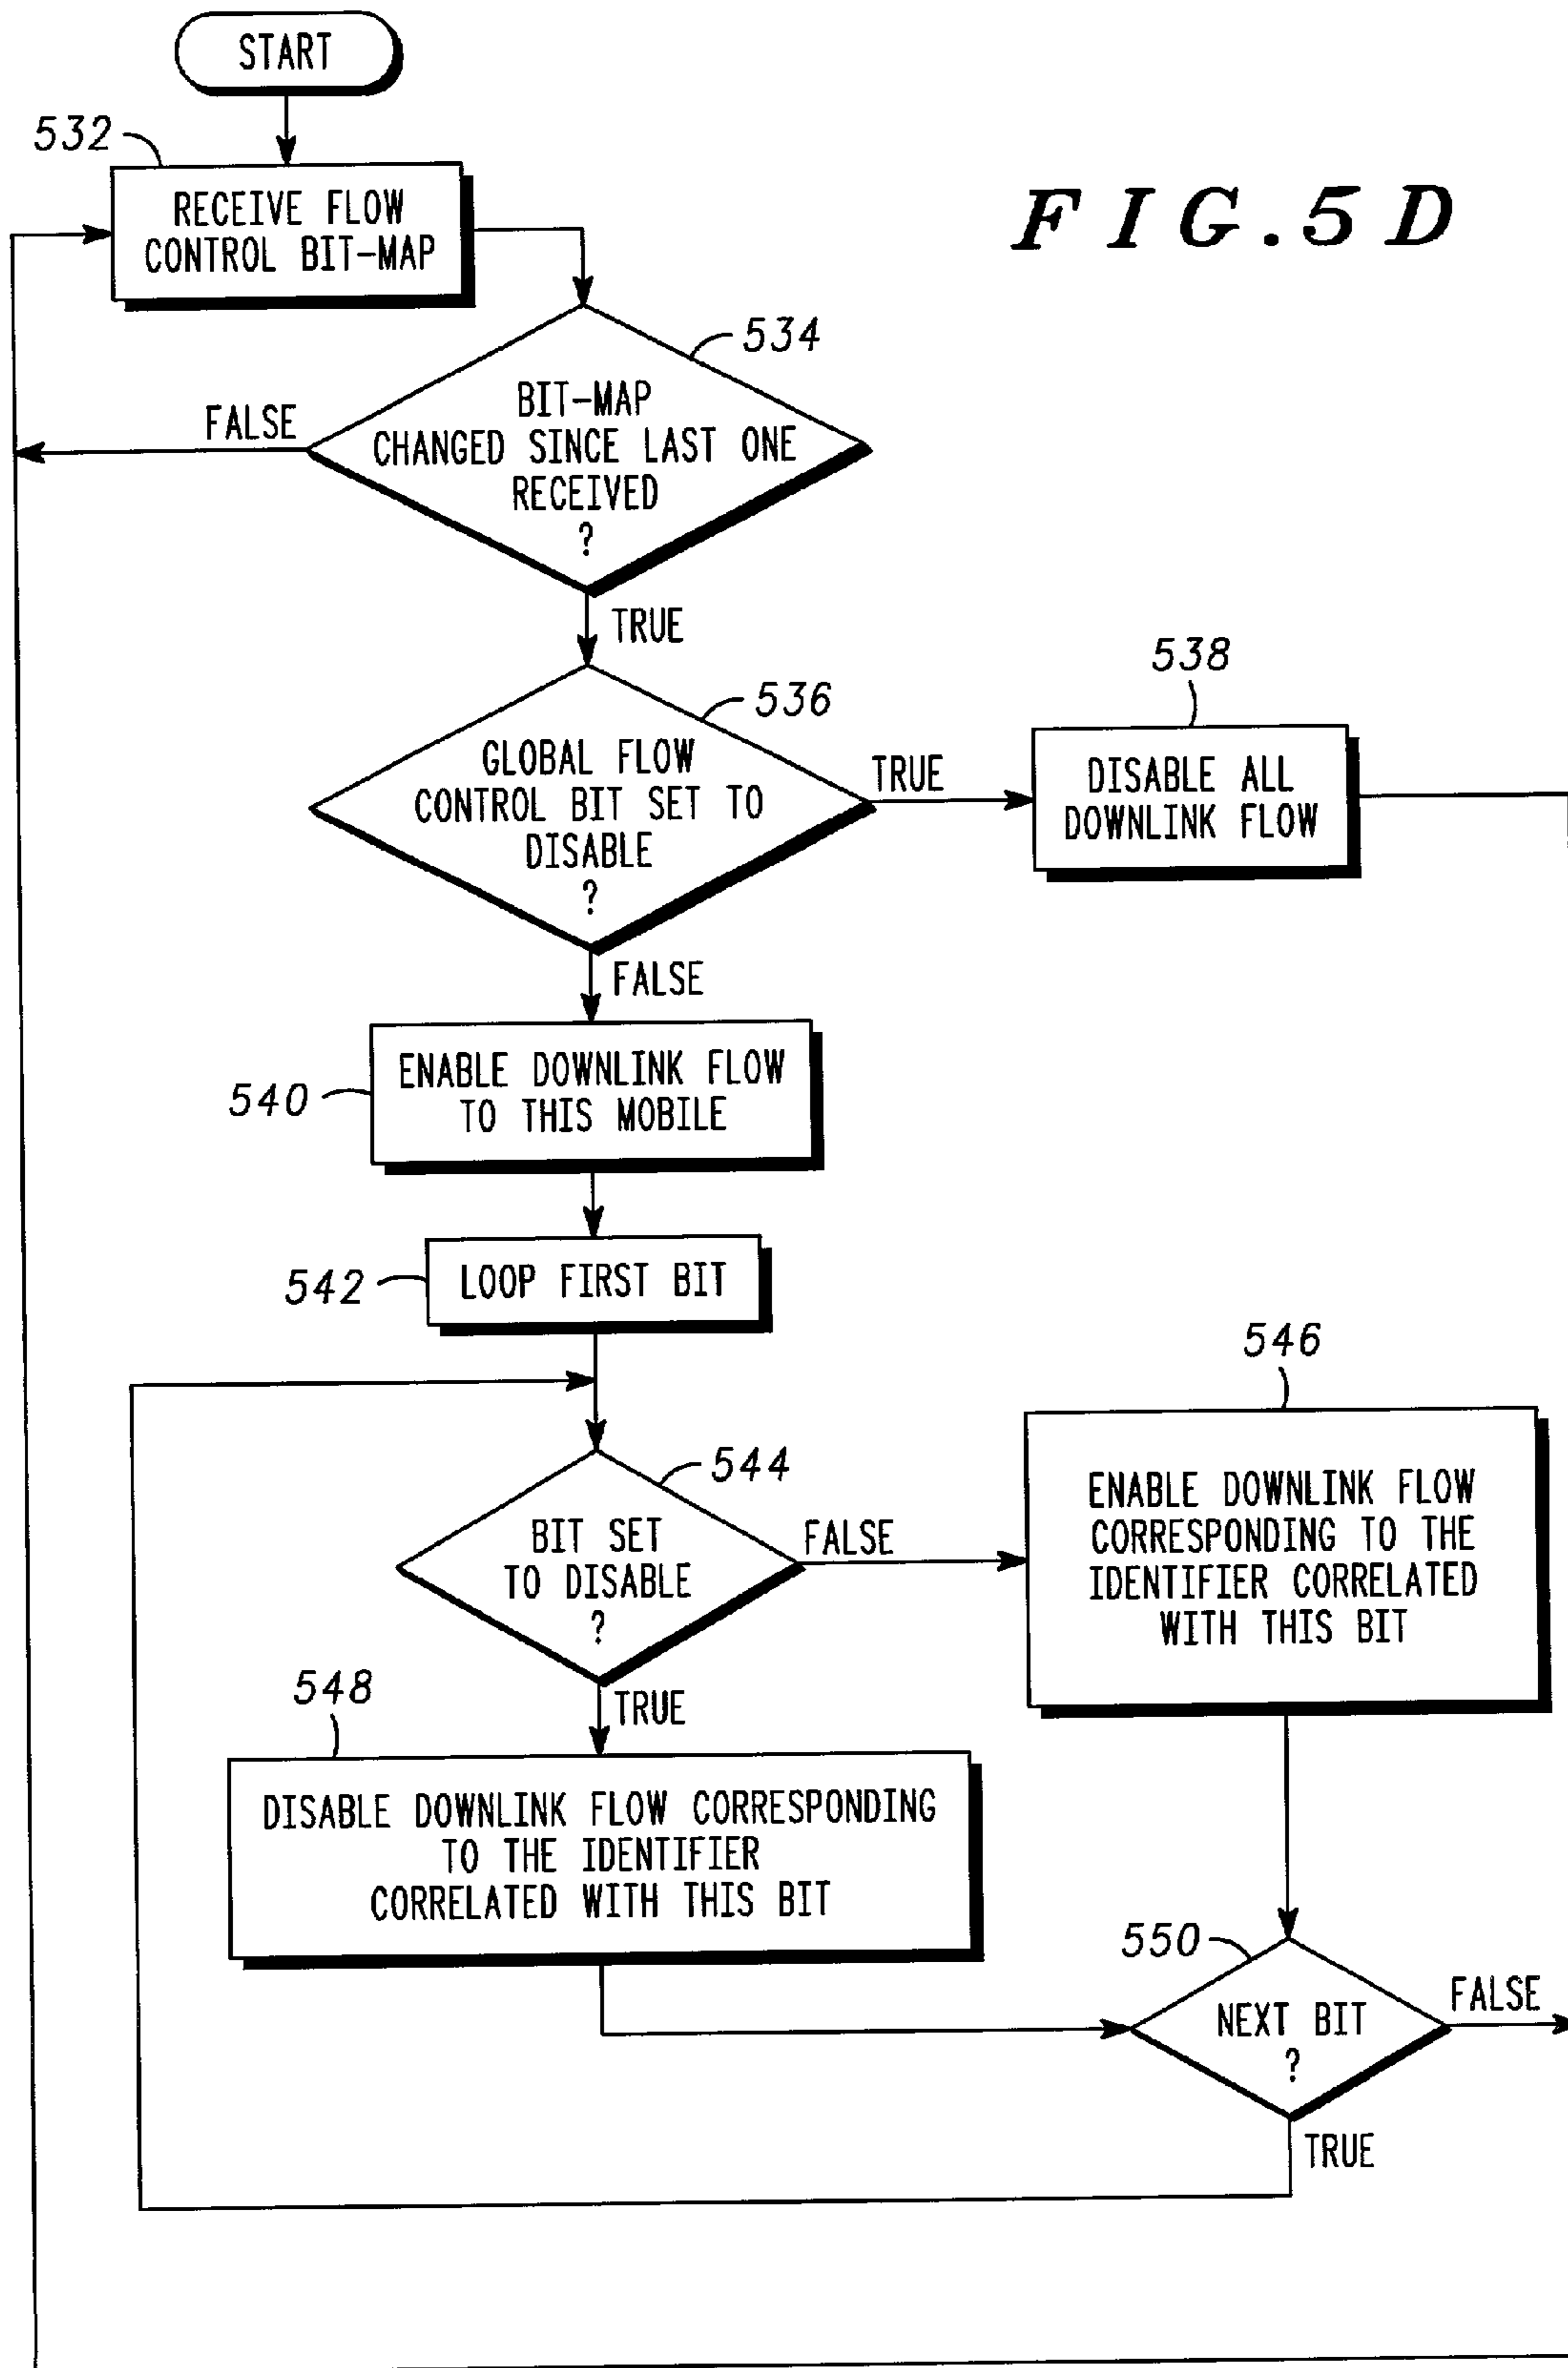 START
532
RECEIVE FLOW
CONTROL BIT-MAP
FIG. 5D
534
BIT-MAP
CHANGED SINCE LAST ONE
RECEIVED
?
FALSE
TRUE
536
GLOBAL FLOW
CONTROL BIT SET TO
DISABLE
?
TRUE
538
DISABLE ALL
DOWNLINK FLOW
FALSE
540
ENABLE DOWNLINK FLOW
TO THIS MOBILE
542
LOOP FIRST BIT
544
BIT SET
TO DISABLE
?
FALSE
546
ENABLE DOWNLINK FLOW
CORRESPONDING TO THE
IDENTIFIER CORRELATED
WITH THIS BIT
TRUE
548
DISABLE DOWNLINK FLOW CORRESPONDING
TO THE IDENTIFIER
CORRELATED WITH THIS BIT
550
NEXT BIT
?
FALSE
TRUE